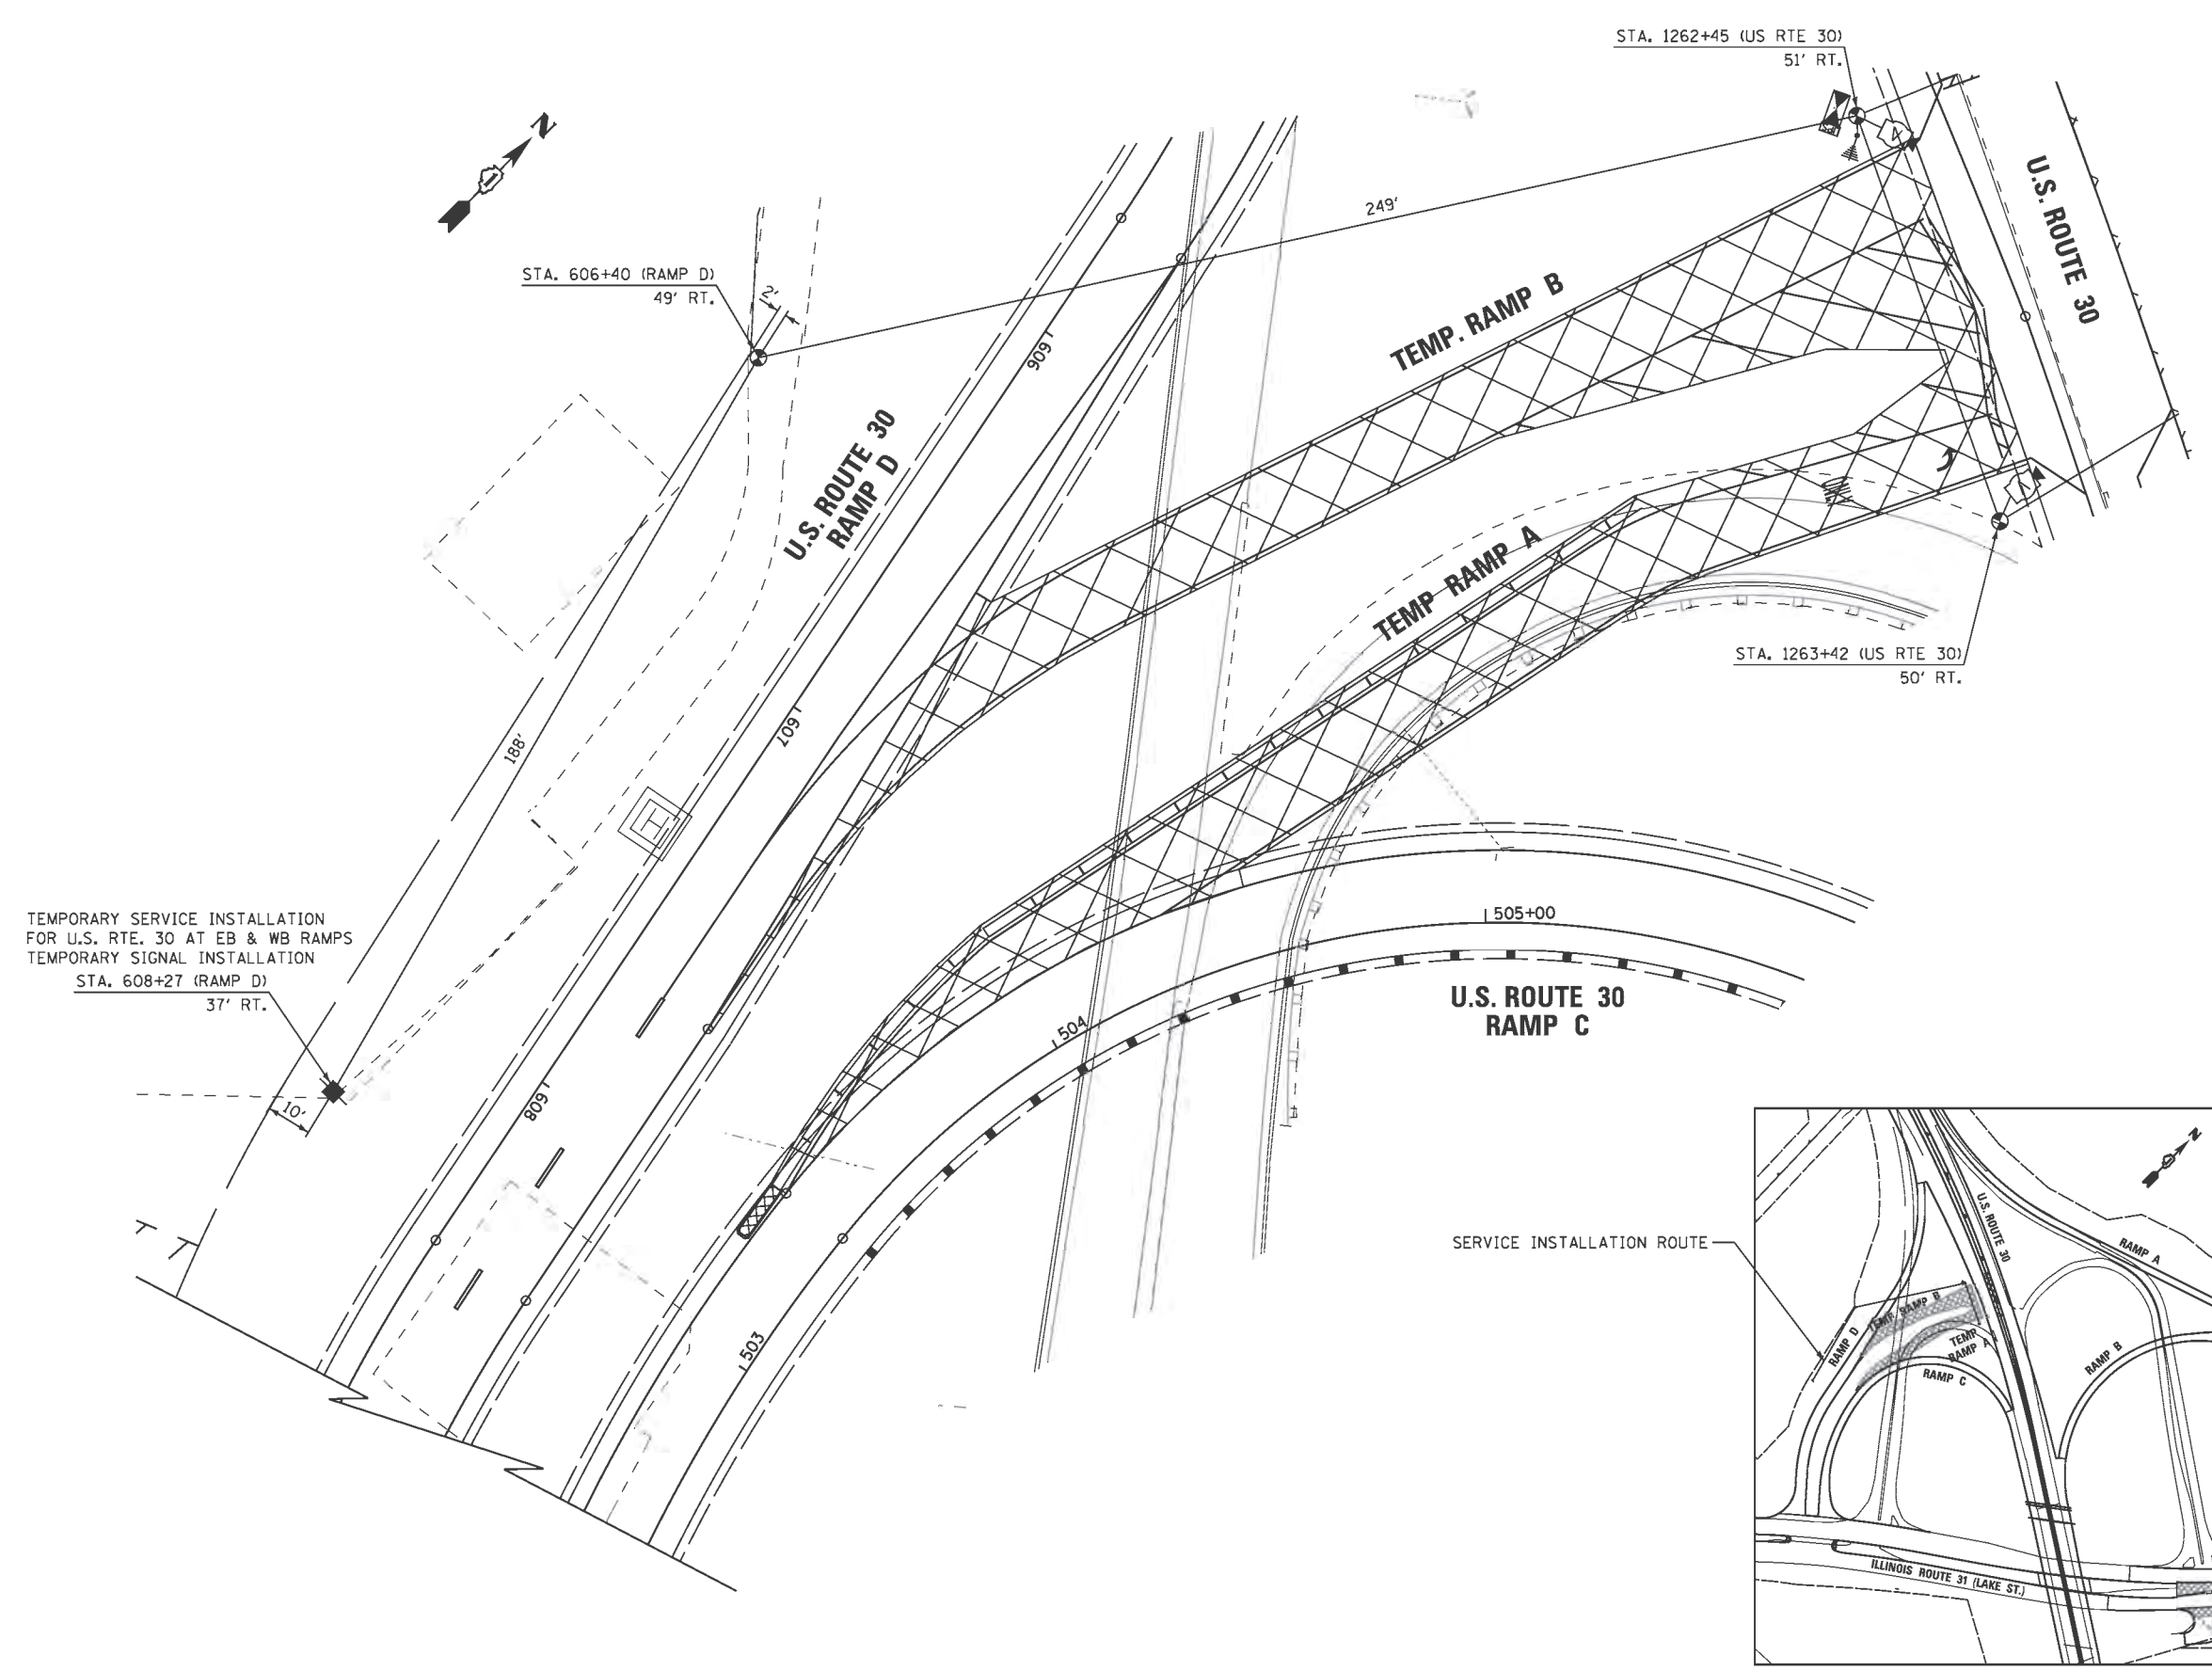 STA. 1262+45 (US RTE 30)
51' RT.
N
U.S. ROUTE 30
249'
STA. 606+40 (RAMP D)
49' RT.
2'
606
TEMP. RAMP B
U.S. ROUTE 30
RAMP D
TEMP RAMP A
STA. 1263+42 (US RTE 30)
50' RT.
607
188'
TEMPORARY SERVICE INSTALLATION
FOR U.S. RTE. 30 AT EB & WB RAMPS
TEMPORARY SIGNAL INSTALLATION
STA. 608+27 (RAMP D)
37' RT.
10'
608
505+00
504
503
U.S. ROUTE 30
RAMP C
SERVICE INSTALLATION ROUTE
N
U.S. ROUTE 30
RAMP A
TEMP RAMP B
RAMP D
TEMP
RAMP A
RAMP C
RAMP B
ILLINOIS ROUTE 31 (LAKE ST.)